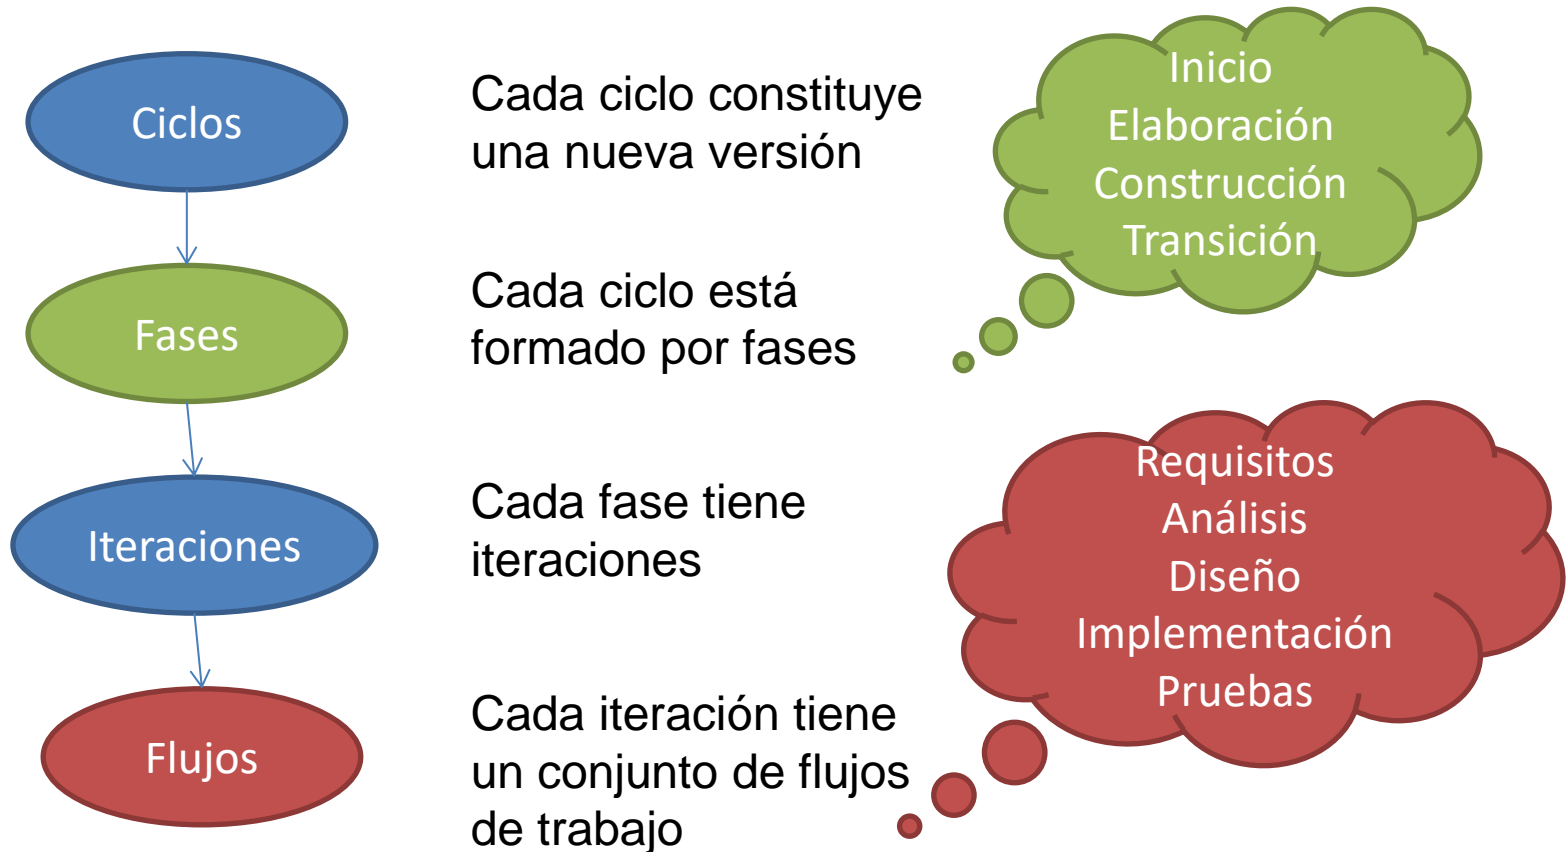 Ciclos
Cada ciclo constituye
una nueva versión
Inicio
Elaboración
Construcción
Transición
Fases
Cada ciclo está
formado por fases
Iteraciones
Cada fase tiene
iteraciones
Requisitos
Análisis
Diseño
Implementación
Pruebas
Flujos
Cada iteración tiene
un conjunto de flujos
de trabajo